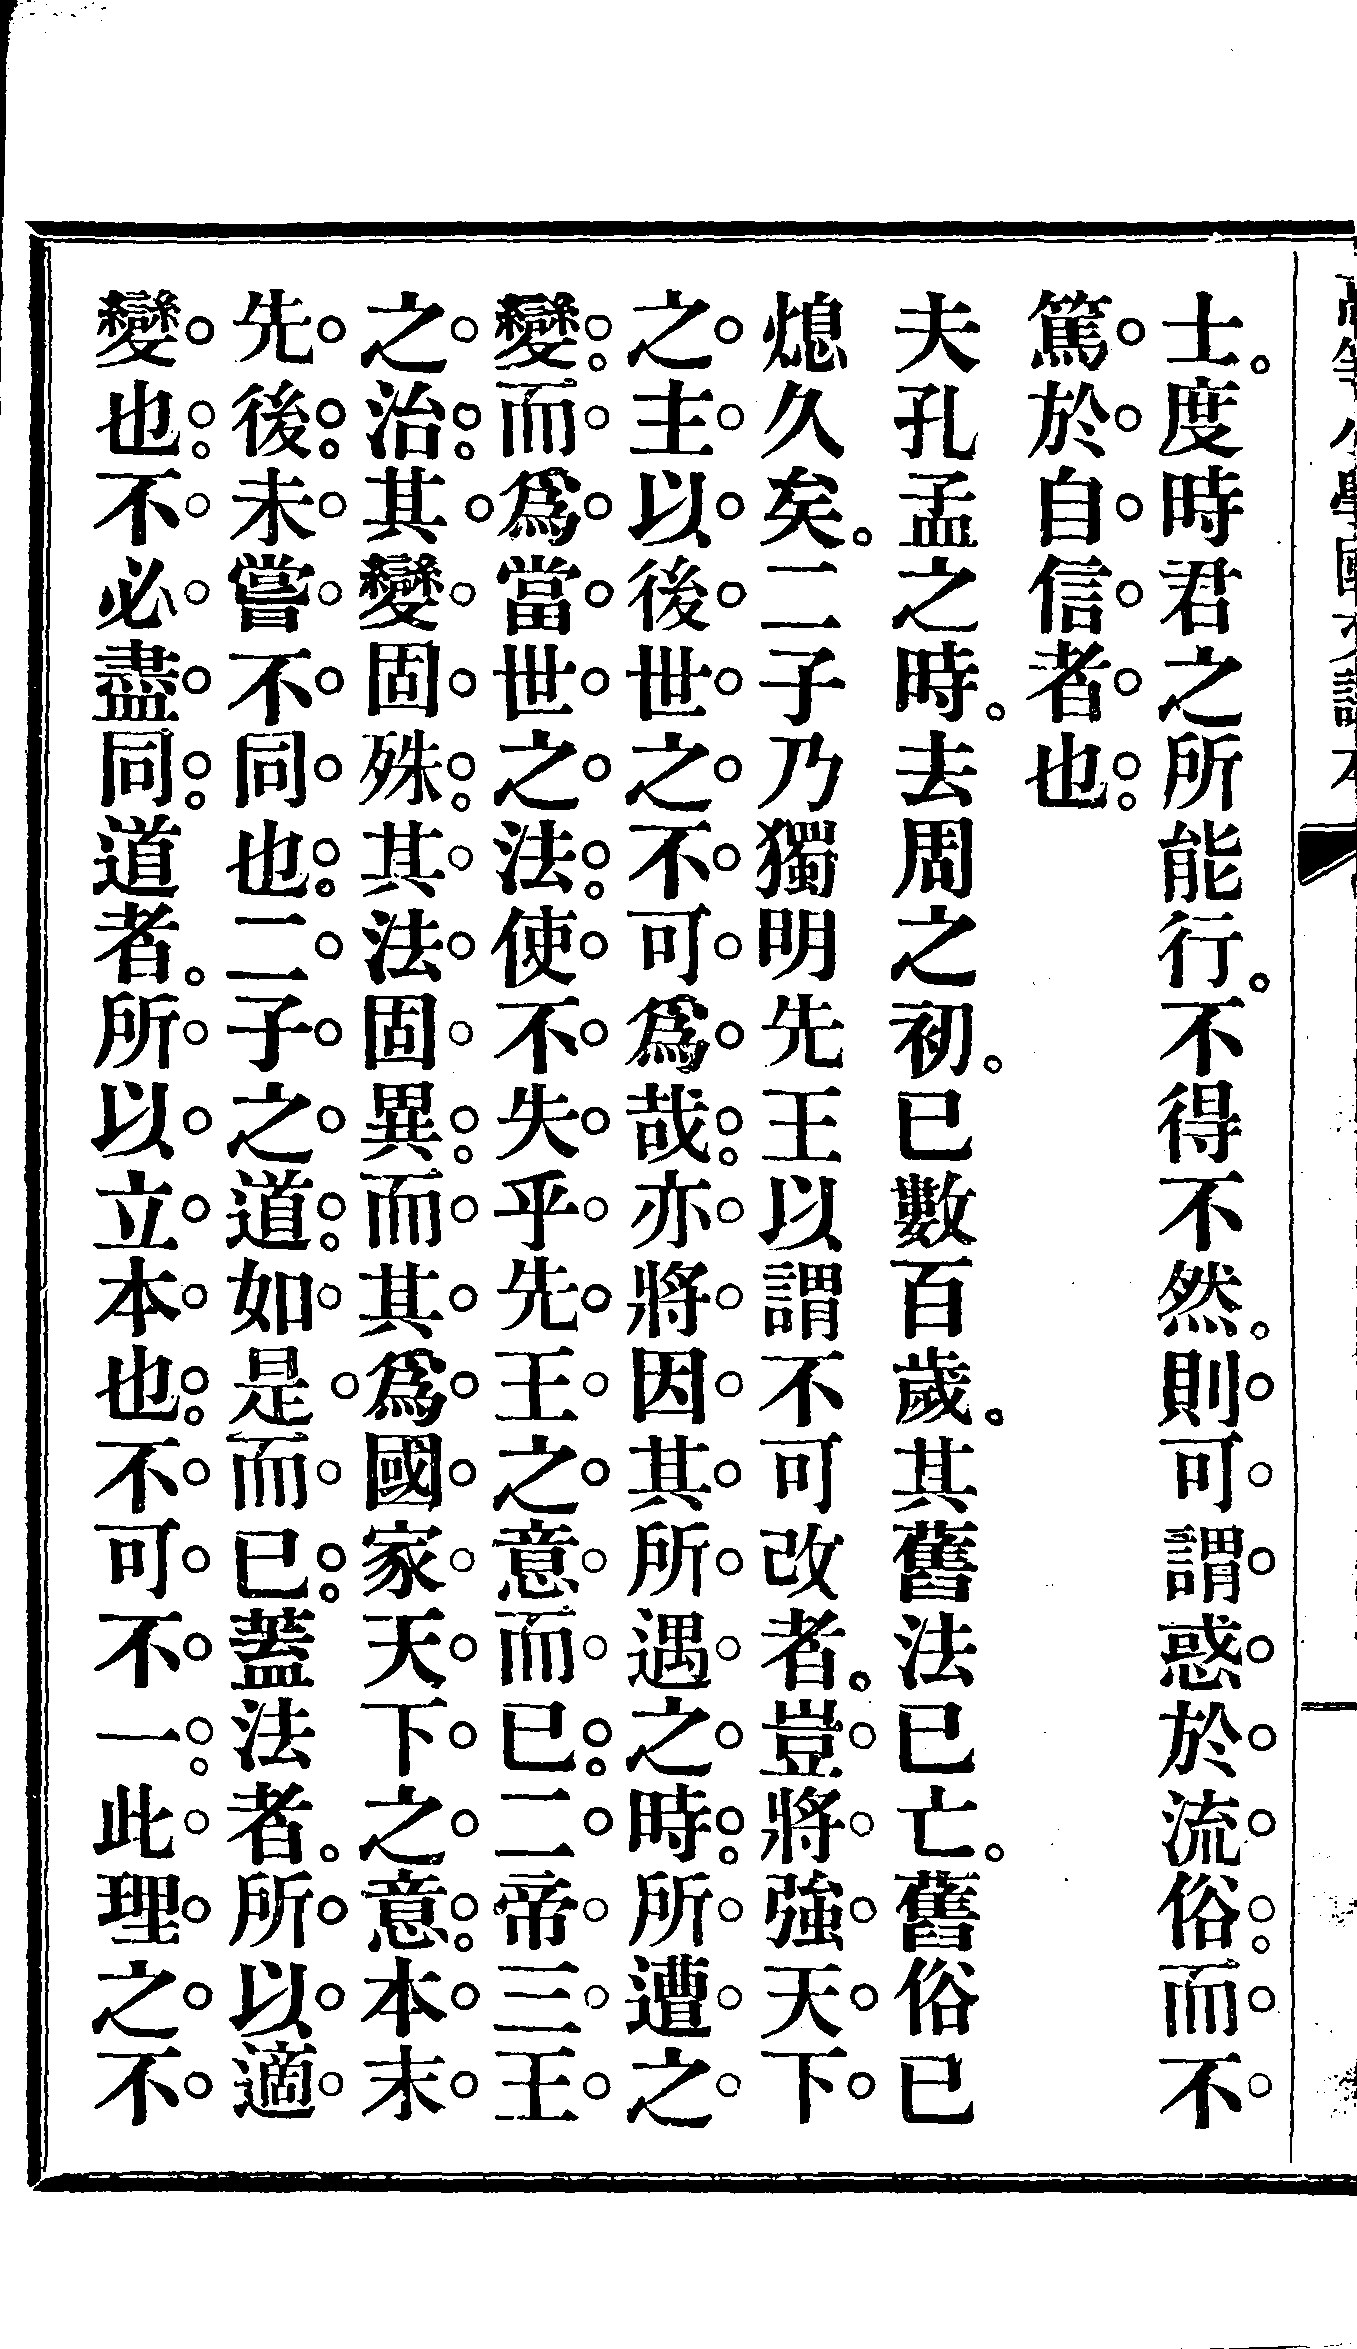 士。度時君之所能行。不得不然。則可謂惑於流俗。而不
篤於自信者也。
夫孔孟之時。去周之初。已數百歲。其舊法已亡。舊俗已
熄久矣。二子乃獨明先王以謂不可改者。豈將強天下
之主以後世之不可爲哉。亦將因其所遇之時。所遭之
變。而爲當世之法。使不失乎先王之意而已。二帝三王
之治。其變固殊。其法固異。而其爲國家天下之意。本末
先後。未嘗不同也。二子之道。如是而已。蓋法者。所以適
變也。不必盡同。道者。所以立本也。不可不一。此理之不